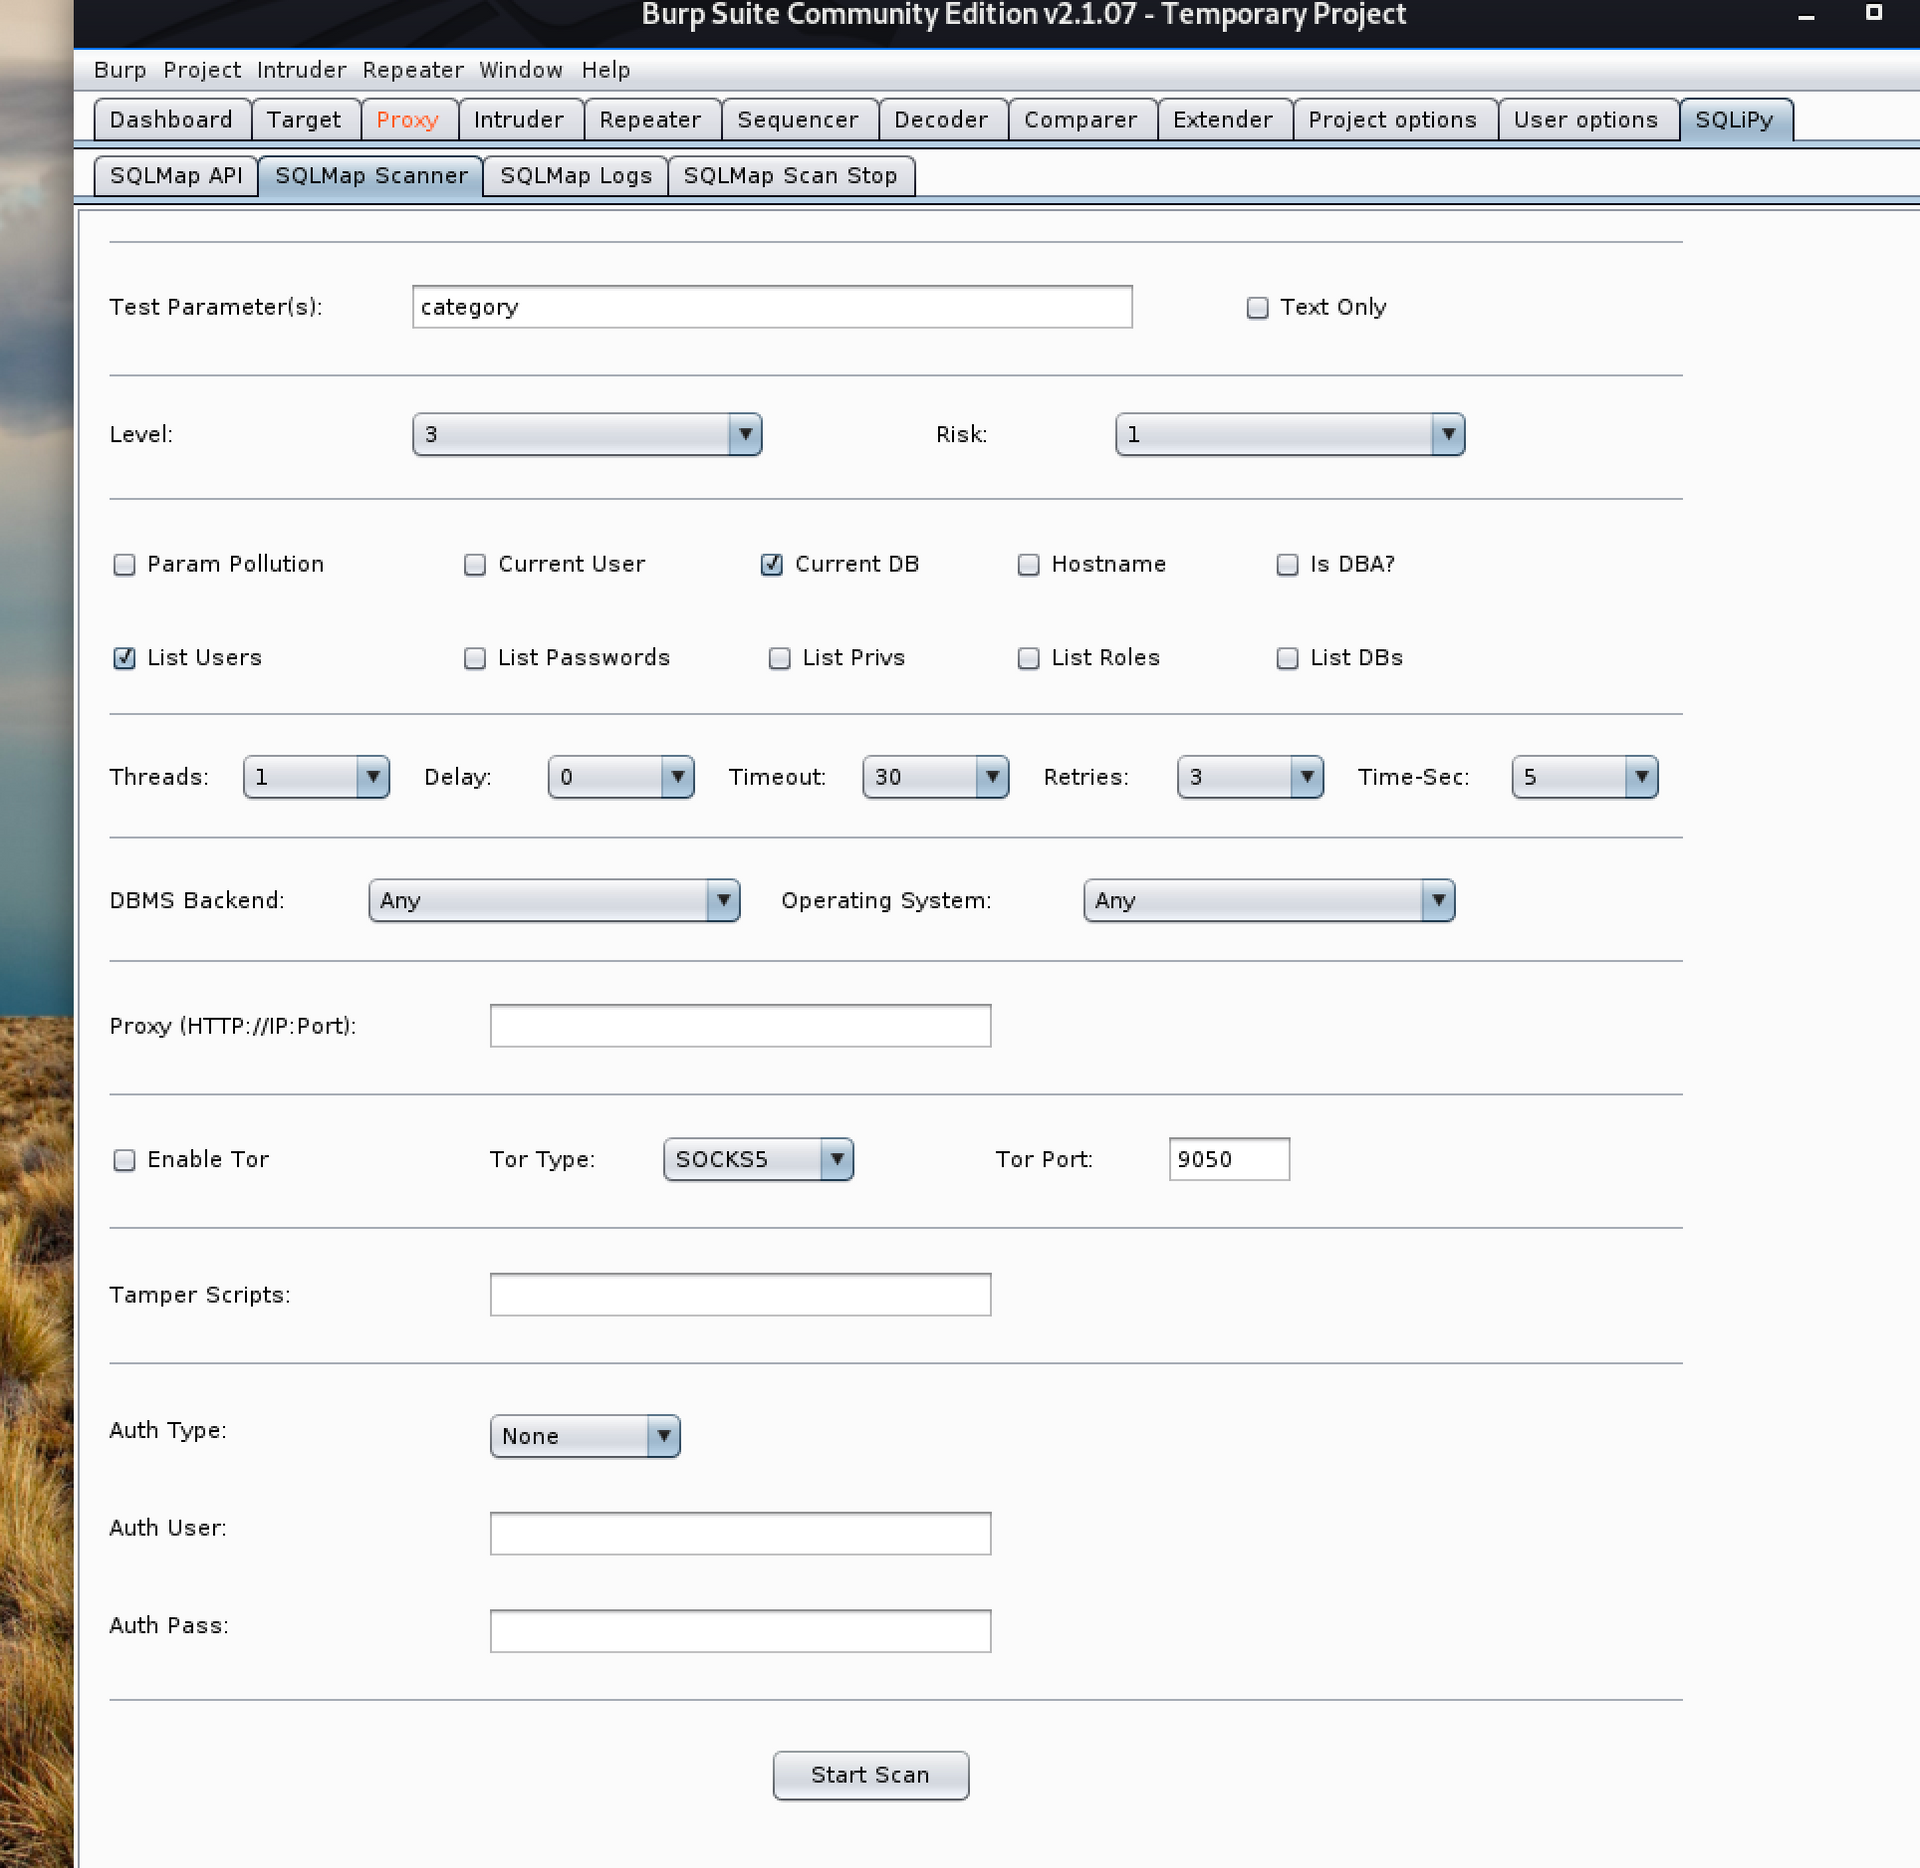 Burp Suite Community Edition v2.1.07 - Temporary Project
Burp Project Intruder Repeater Window Help
Dashboard Target Proxy Intruder Repeater Sequencer Decoder Comparer Extender Project options User options SQLiPy
SQLMap API SQLMap Scanner SQLMap Logs SQLMap Scan Stop
Test Parameter(s): category Text Only
Level: 3 Risk: 1
Param Pollution Current User Current DB Hostname Is DBA?
List Users List Passwords List Privs List Roles List DBs
Threads: 1 Delay: 0 Timeout: 30 Retries: 3 Time-Sec: 5
DBMS Backend: Any Operating System: Any
Proxy (HTTP://IP:Port):
Enable Tor Tor Type: SOCKS5 Tor Port: 9050
Tamper Scripts:
Auth Type: None
Auth User:
Auth Pass:
Start Scan